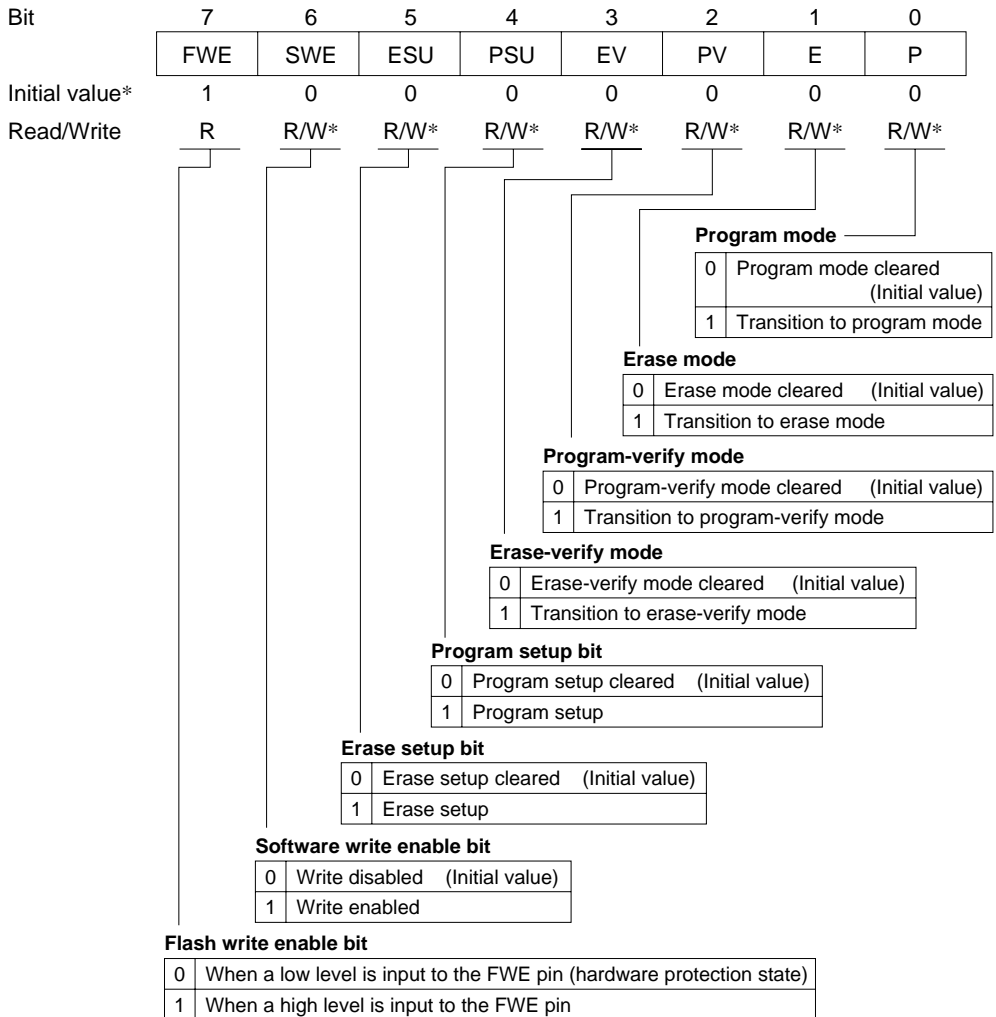 Bit 7 6 5 4 3 2 1 0
FWE SWE ESU PSU EV PV E P
Initial value* 1 0 0 0 0 0 0 0
Read/Write R R/W* R/W* R/W* R/W* R/W* R/W* R/W*
Program mode
0 Program mode cleared
(Initial value)
1 Transition to program mode
Erase mode
0 Erase mode cleared (Initial value)
1 Transition to erase mode
Program-verify mode
0 Program-verify mode cleared (Initial value)
1 Transition to program-verify mode
Erase-verify mode
0 Erase-verify mode cleared (Initial value)
1 Transition to erase-verify mode
Program setup bit
0 Program setup cleared (Initial value)
1 Program setup
Erase setup bit
0 Erase setup cleared (Initial value)
1 Erase setup
Software write enable bit
0 Write disabled (Initial value)
1 Write enabled
Flash write enable bit
0 When a low level is input to the FWE pin (hardware protection state)
1 When a high level is input to the FWE pin